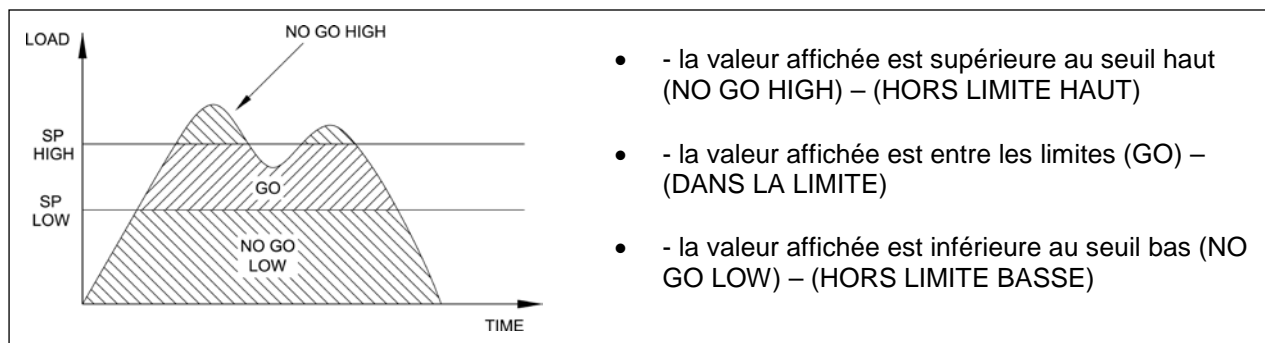 NO GO HIGH
LOAD
SP
HIGH
GO
SP
LOW
NO GO
LOW
TIME
• - la valeur affichée est supérieure au seuil haut
(NO GO HIGH) – (HORS LIMITE HAUT)
• - la valeur affichée est entre les limites (GO) –
(DANS LA LIMITE)
• - la valeur affichée est inférieure au seuil bas (NO
GO LOW) – (HORS LIMITE BASSE)